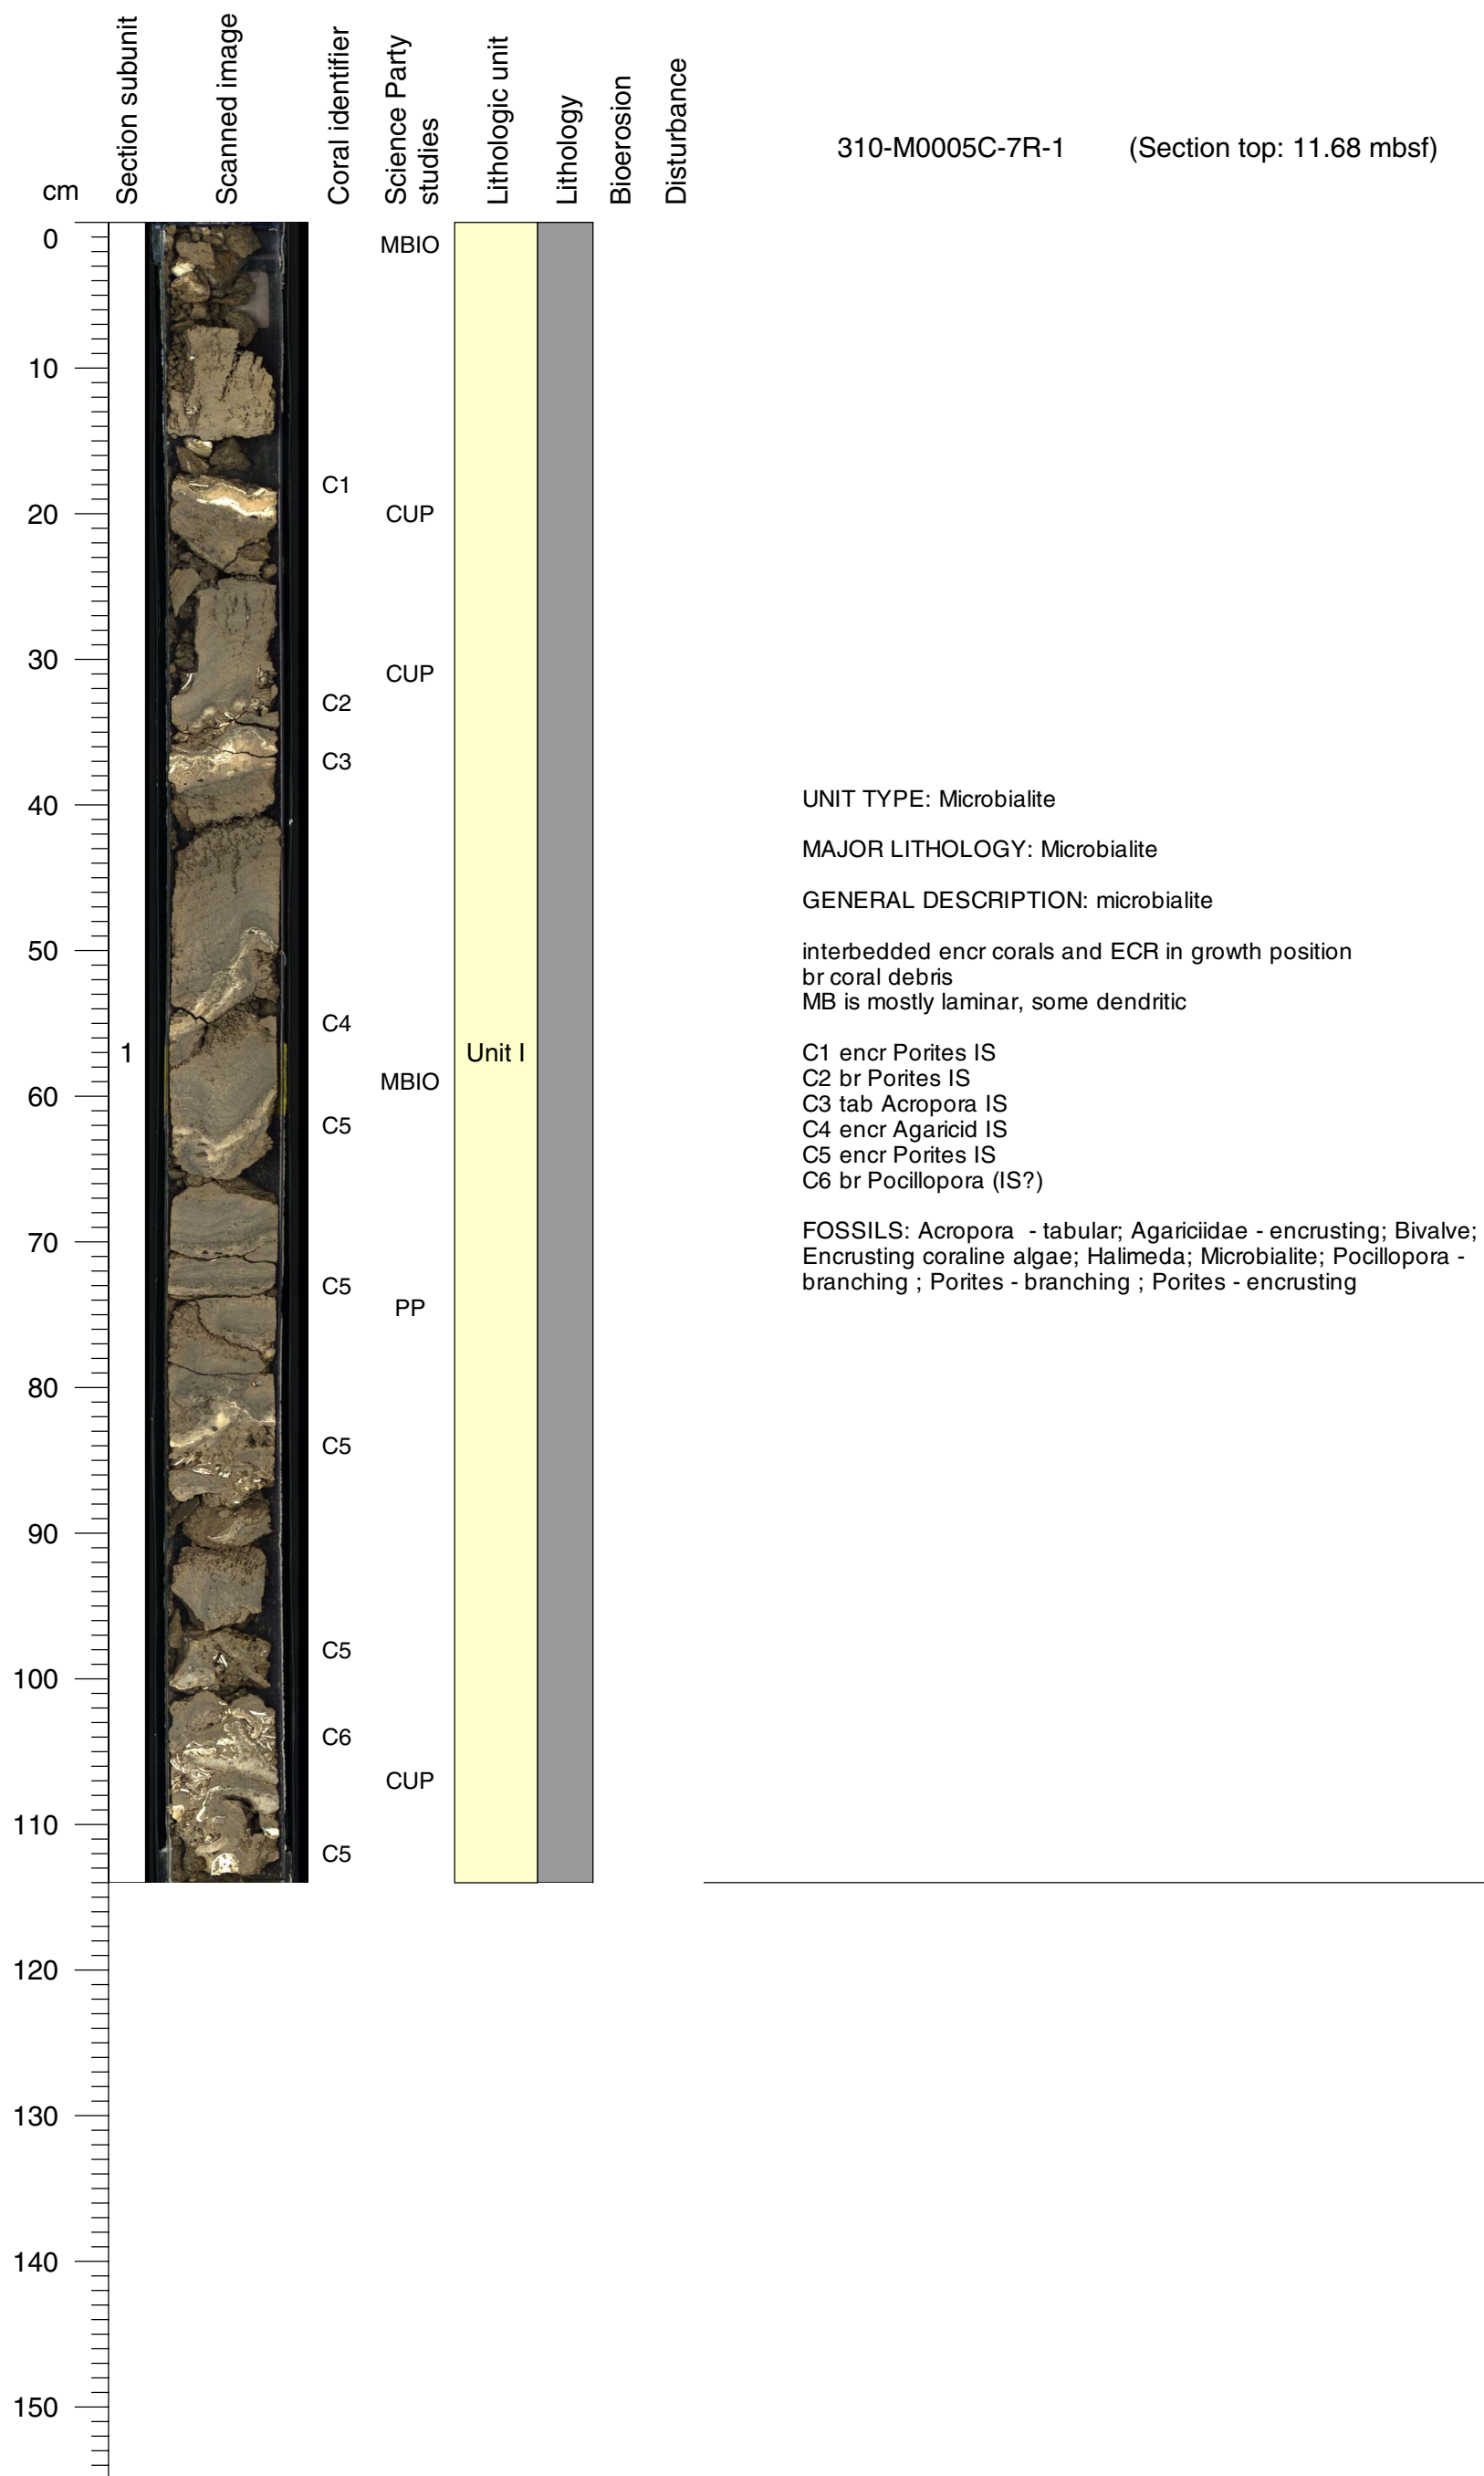 cm
Section subunit
Scanned image
Coral identifier
Science Party
studies
Lithologic unit
Lithology
Bioerosion
Disturbance
310-M0005C-7R-1 (Section top: 11.68 mbsf)
0
MBIO
10
C1
20
CUP
30
CUP
C2
C3
40
50
C4
1
Unit I
MBIO
60
C5
70
C5
PP
80
C5
90
C5
100
C6
CUP
110
C5
120
130
140
150
UNIT TYPE: Microbialite
MAJOR LITHOLOGY: Microbialite
GENERAL DESCRIPTION: microbialite
interbedded encr corals and ECR in growth position
br coral debris
MB is mostly laminar, some dendritic
C1 encr Porites IS
C2 br Porites IS
C3 tab Acropora IS
C4 encr Agaricid IS
C5 encr Porites IS
C6 br Pocillopora (IS?)
FOSSILS: Acropora - tabular; Agariciidae - encrusting; Bivalve;
Encrusting coraline algae; Halimeda; Microbialite; Pocillopora -
branching ; Porites - branching ; Porites - encrusting